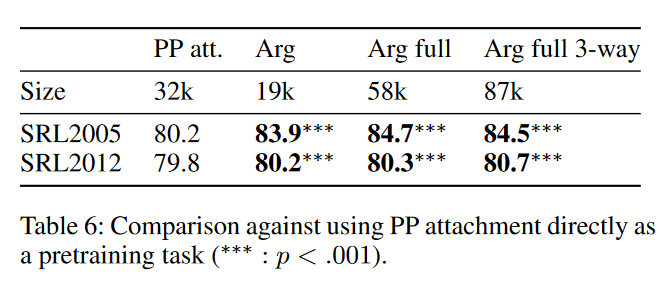 PP att. Arg Arg full Arg full 3-way
Size 32k 19k 58k 87k
SRL2005 80.2 83.9*** 84.7*** 84.5***
SRL2012 79.8 80.2*** 80.3*** 80.7***
Table 6: Comparison against using PP attachment directly as
a pretraining task (*** : p < .001).